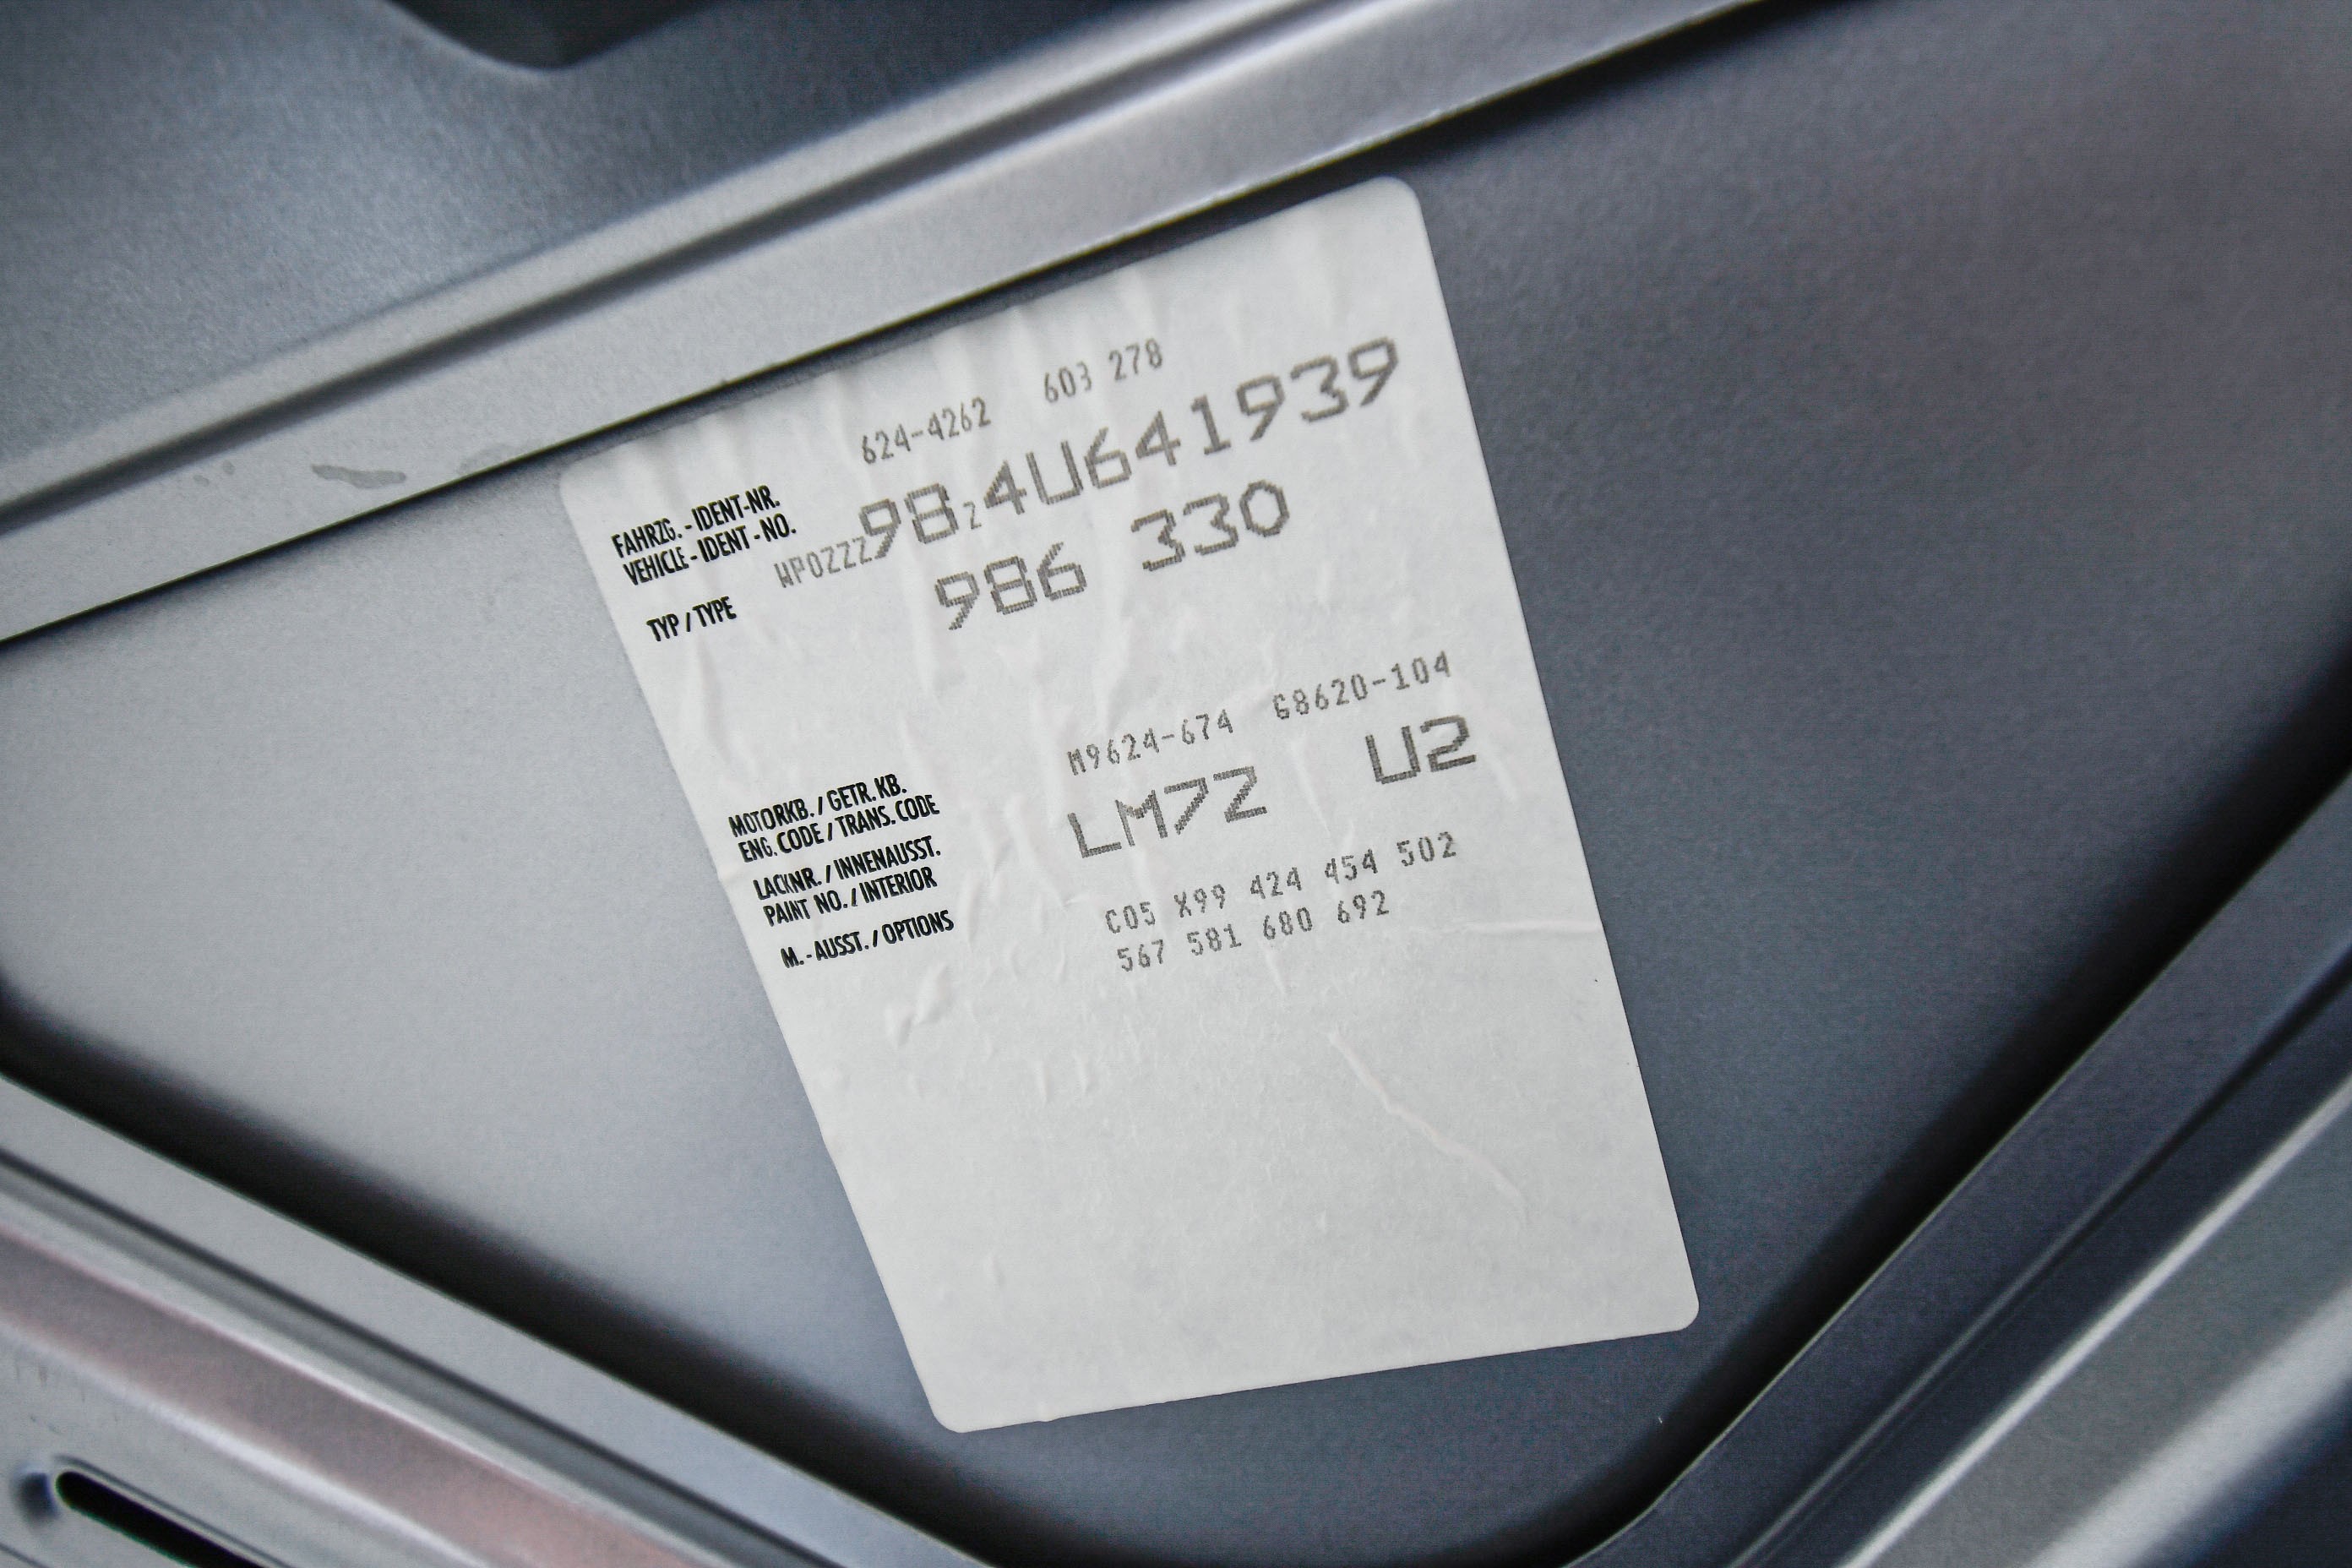 624-4262 603 278
FAHRZG. - IDENT-NR.
VEHICLE - IDENT - NO. WP0ZZZ98Z4U641939
TYP / TYPE 986 330
M9624-674 G8620-104
MOTORKB. / GETR. KB.
ENG. CODE / TRANS. CODE
LACKNR. / INNENAUSST. LM7Z U2
PAINT NO. / INTERIOR
M. - AUSST. / OPTIONS C05 X99 424 454 502
567 581 680 692